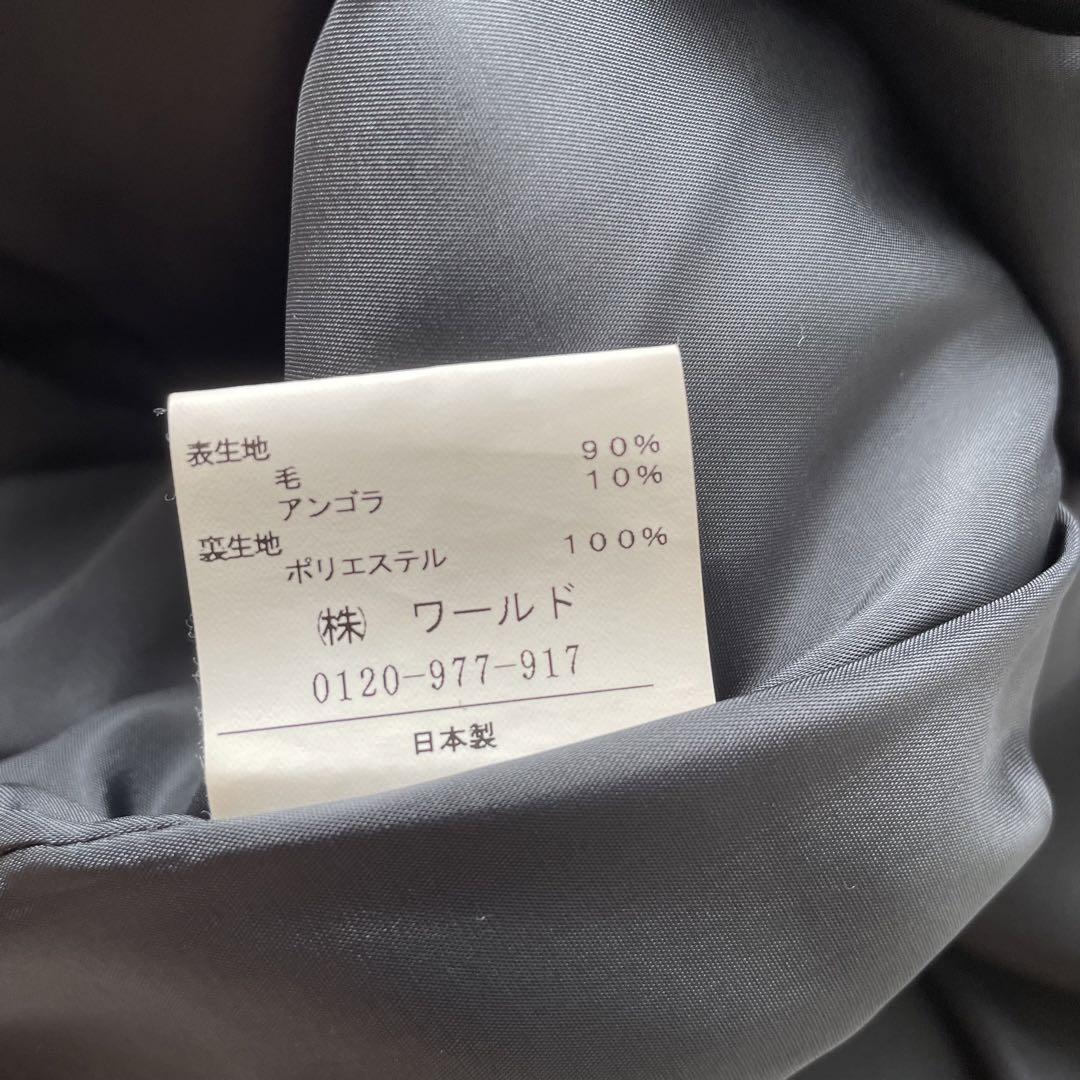 表生地
毛 90%
アンゴラ 10%
裏生地
ポリエステル 100%
㈱ ワールド
0120-977-917
日本製